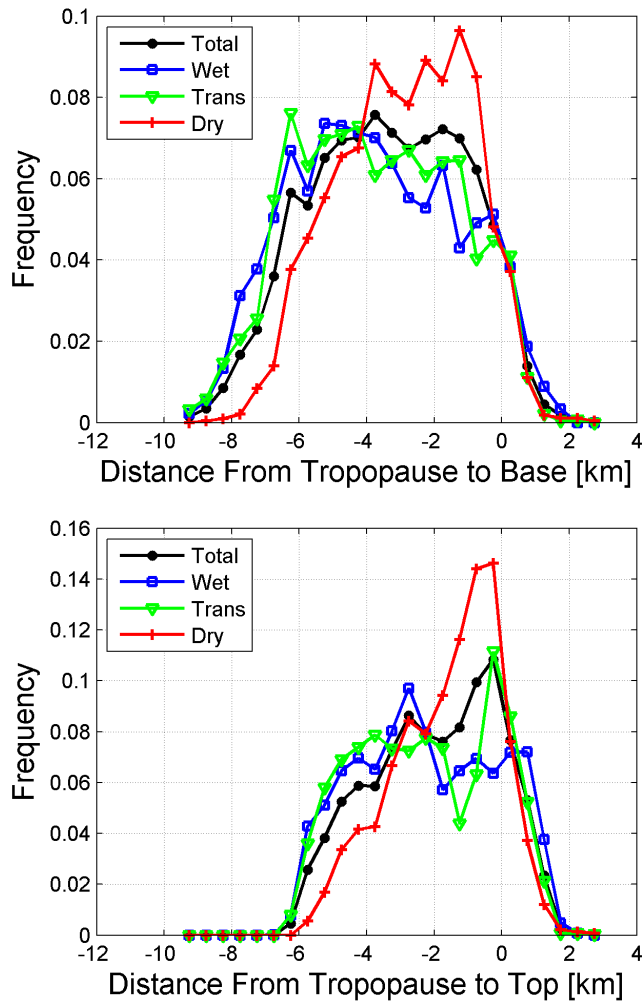 0.1
0.08
0.06
0.04
0.02
0
Frequency
Total
Wet
Trans
Dry
-12 -10 -8 -6 -4 -2 0 2 4
Distance From Tropopause to Base [km]
0.16
0.14
0.12
0.1
0.08
0.06
0.04
0.02
0
Frequency
Total
Wet
Trans
Dry
-12 -10 -8 -6 -4 -2 0 2 4
Distance From Tropopause to Top [km]